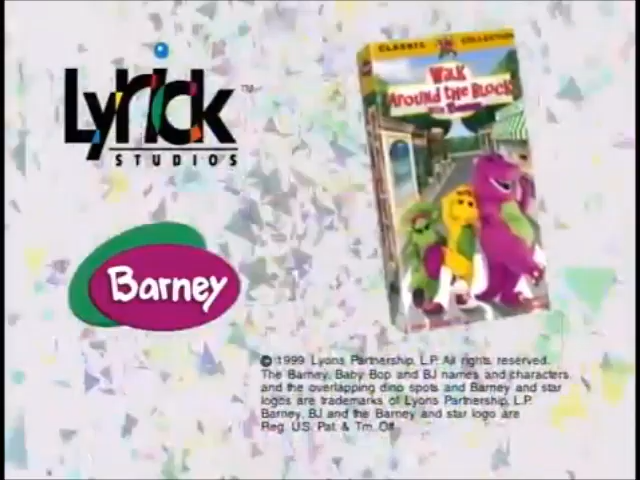 Lyrick™
STUDIOS
Barney
CLASSIC COLLECTION
Walk
Around the Block
with Barney
© 1999 Lyons Partnership, L.P. All rights reserved.
The Barney, Baby Bop and BJ names and characters,
and the overlapping dino spots and Barney and star
logos are trademarks of Lyons Partnership, L.P.
Barney, BJ and the Barney and star logo are
Reg. U.S. Pat. & Tm. Off.